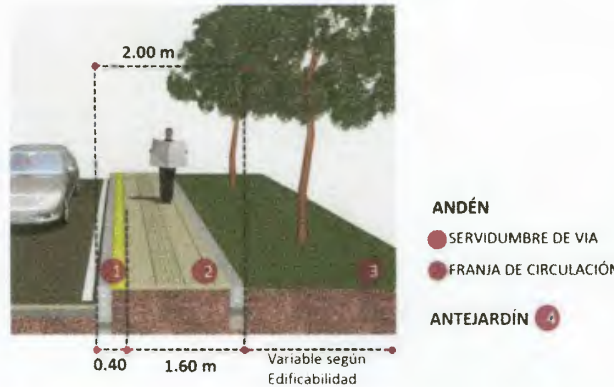 2.00 m
1
2
3
0.40
1.60 m
Variable según
Edificabilidad
ANDÉN
SERVIDUMBRE DE VIA
FRANJA DE CIRCULACIÓN
ANTEJARDÍN 4